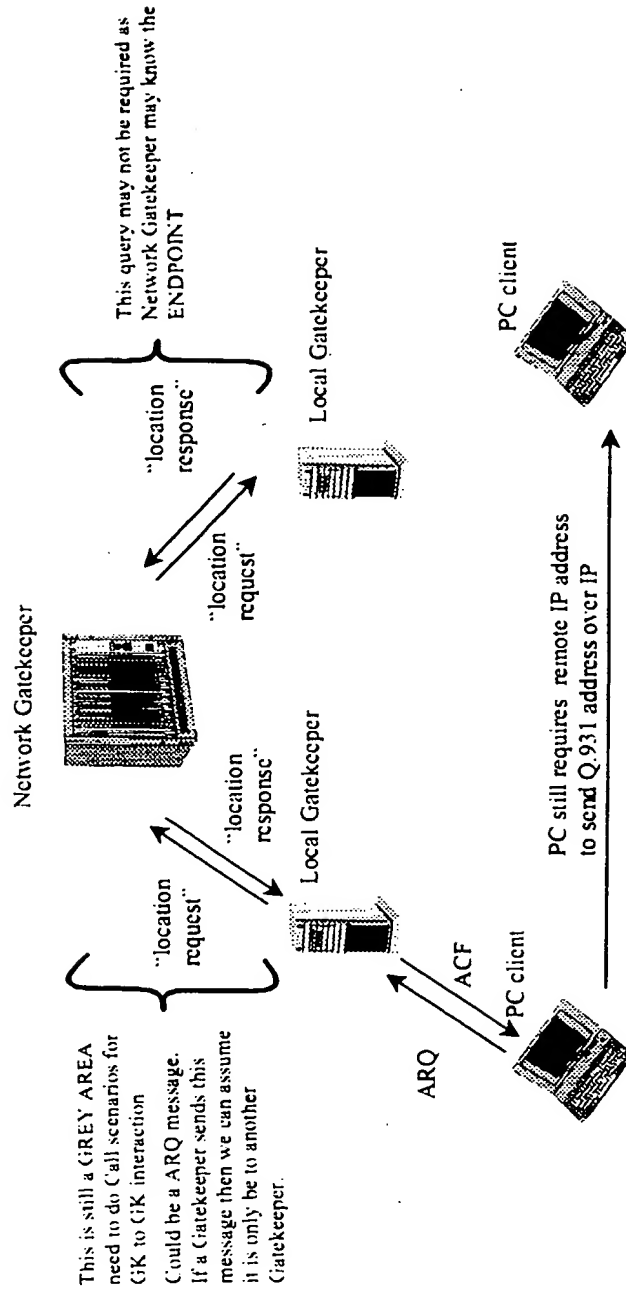 Network Gatekeeper
This is still a GREY AREA
need to do Call scenarios for
GK to GK interaction
Could be a ARQ message.
If a Gatekeeper sends this
message then we can assume
it is only be to another
Gatekeeper.
"location
request"
"location
response"
"location
request"
"location
response"
This query may not be required as
Network Gatekeeper may know the
ENDPOINT
Local Gatekeeper
Local Gatekeeper
ARQ
ACF
PC client
PC client
PC still requires remote IP address
to send Q.931 address over IP